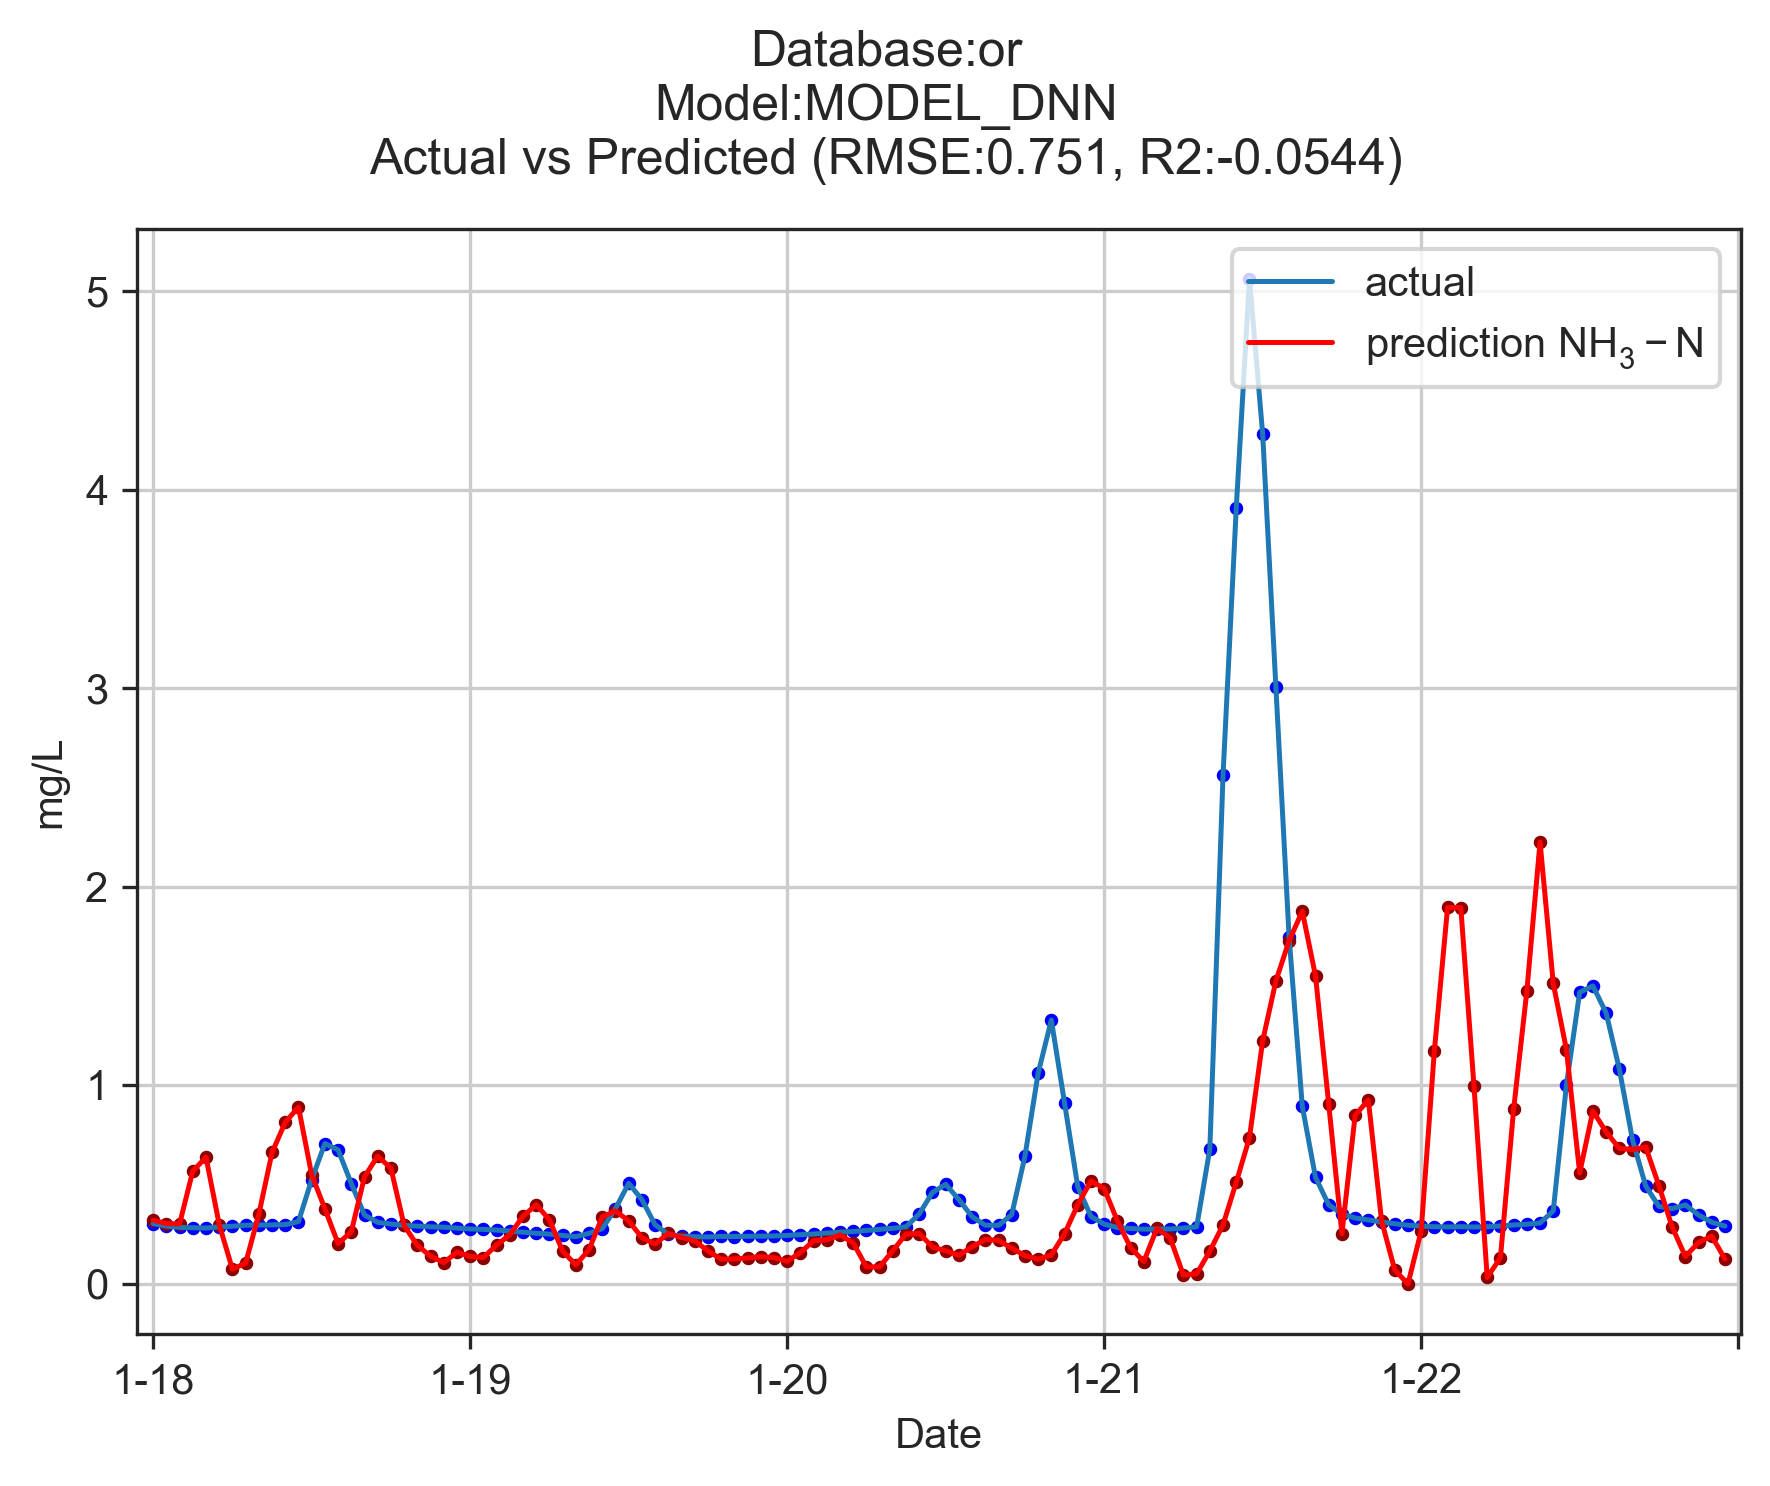 Database:or
Model:MODEL_DNN
Actual vs Predicted (RMSE:0.751, R2:-0.0544)
actual
prediction NH₃ − N
5
4
3
2
1
0
mg/L
1-18 1-19 1-20 1-21 1-22
Date